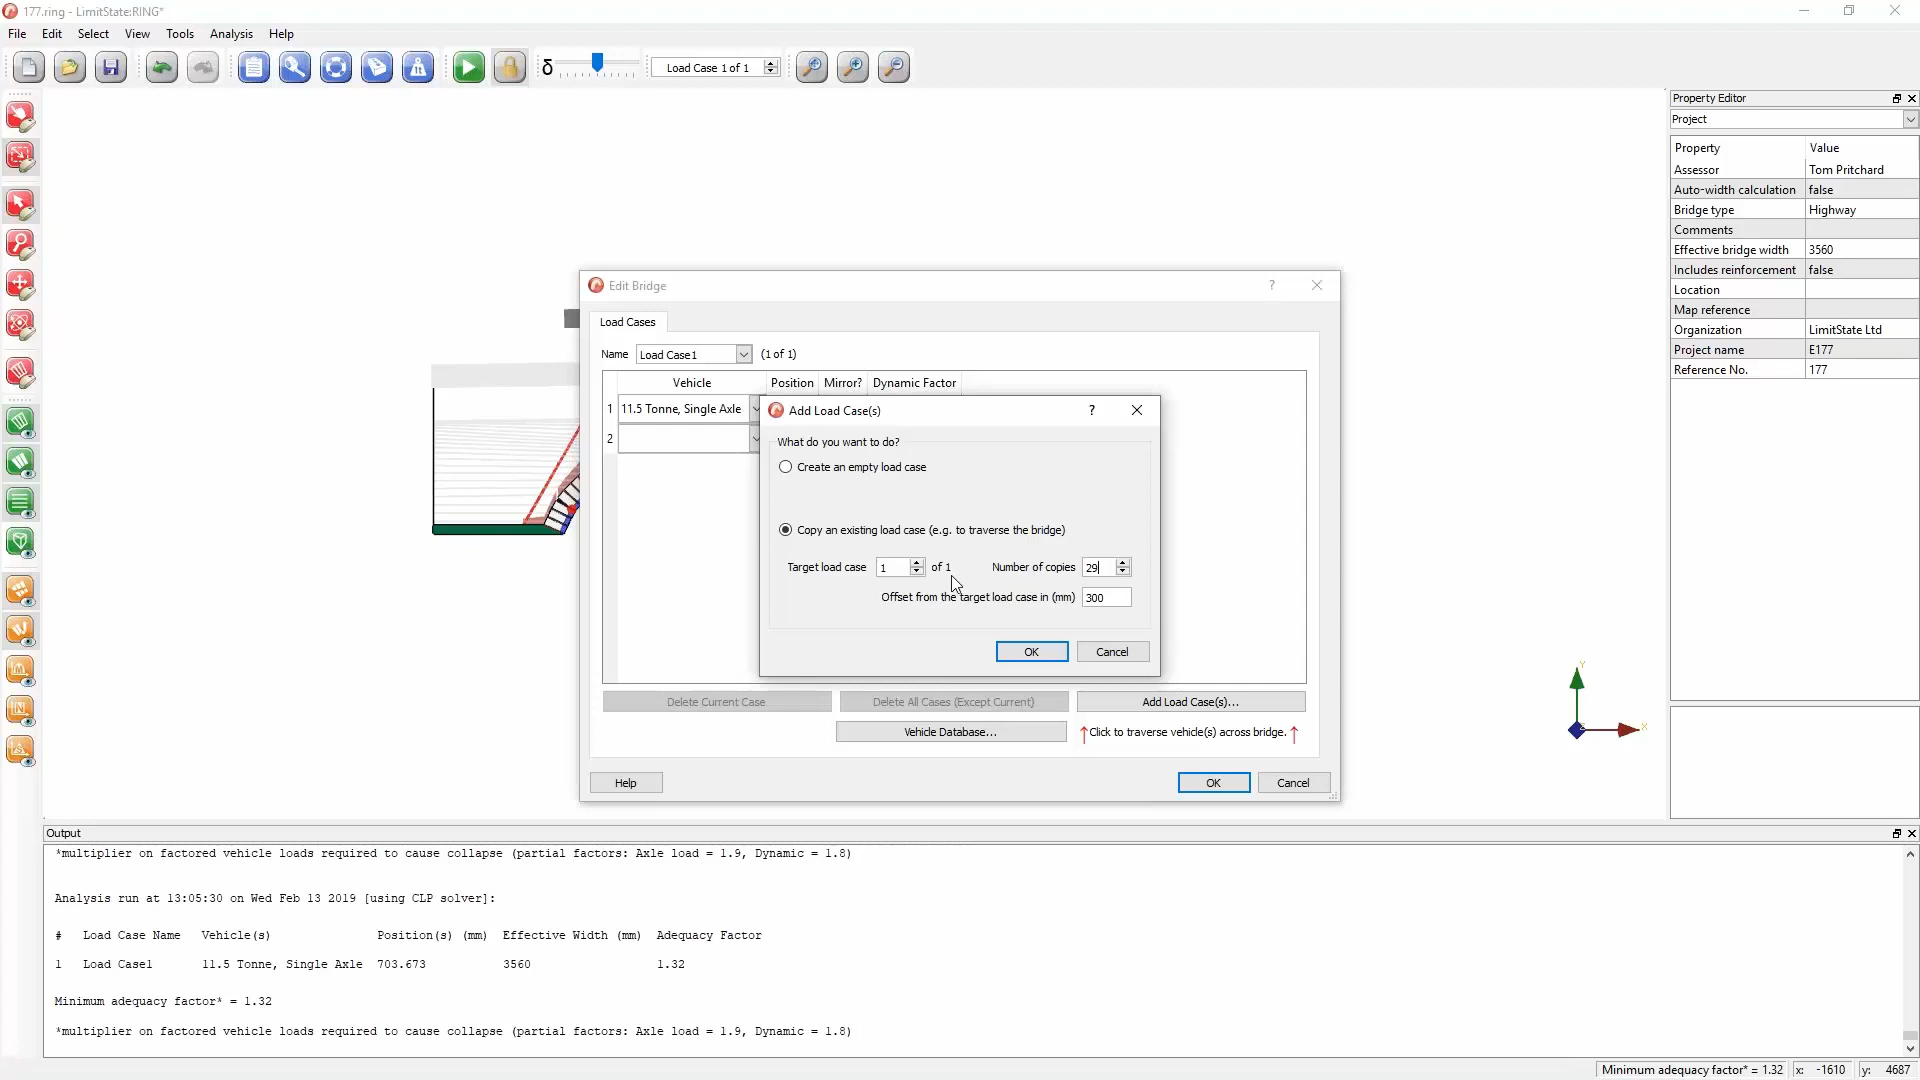 177.ring - LimitState:RING*
File Edit Select View Tools Analysis Help
δ Load Case 1 of 1
Property Editor
Project
Property Value
Assessor Tom Pritchard
Auto-width calculation false
Bridge type Highway
Comments
Effective bridge width 3560
Includes reinforcement false
Location
Map reference
Organization LimitState Ltd
Project name E177
Reference No. 177
Edit Bridge ?
Load Cases
Name Load Case1 (1 of 1)
Vehicle Position Mirror? Dynamic Factor
1 11.5 Tonne, Single Axle
2
Add Load Case(s) ?
What do you want to do?
Create an empty load case
Copy an existing load case (e.g. to traverse the bridge)
Target load case 1 of 1 Number of copies 29
Offset from the target load case in (mm) 300
OK Cancel
Delete Current Case Delete All Cases (Except Current) Add Load Case(s)...
Vehicle Database... Click to traverse vehicle(s) across bridge.
Help OK Cancel
Y
X
Output
*multiplier on factored vehicle loads required to cause collapse (partial factors: Axle load = 1.9, Dynamic = 1.8)
Analysis run at 13:05:30 on Wed Feb 13 2019 [using CLP solver]:
# Load Case Name Vehicle(s) Position(s) (mm) Effective Width (mm) Adequacy Factor
1 Load Case1 11.5 Tonne, Single Axle 703.673 3560 1.32
Minimum adequacy factor* = 1.32
*multiplier on factored vehicle loads required to cause collapse (partial factors: Axle load = 1.9, Dynamic = 1.8)
Minimum adequacy factor* = 1.32 x: -1610 y: 4687